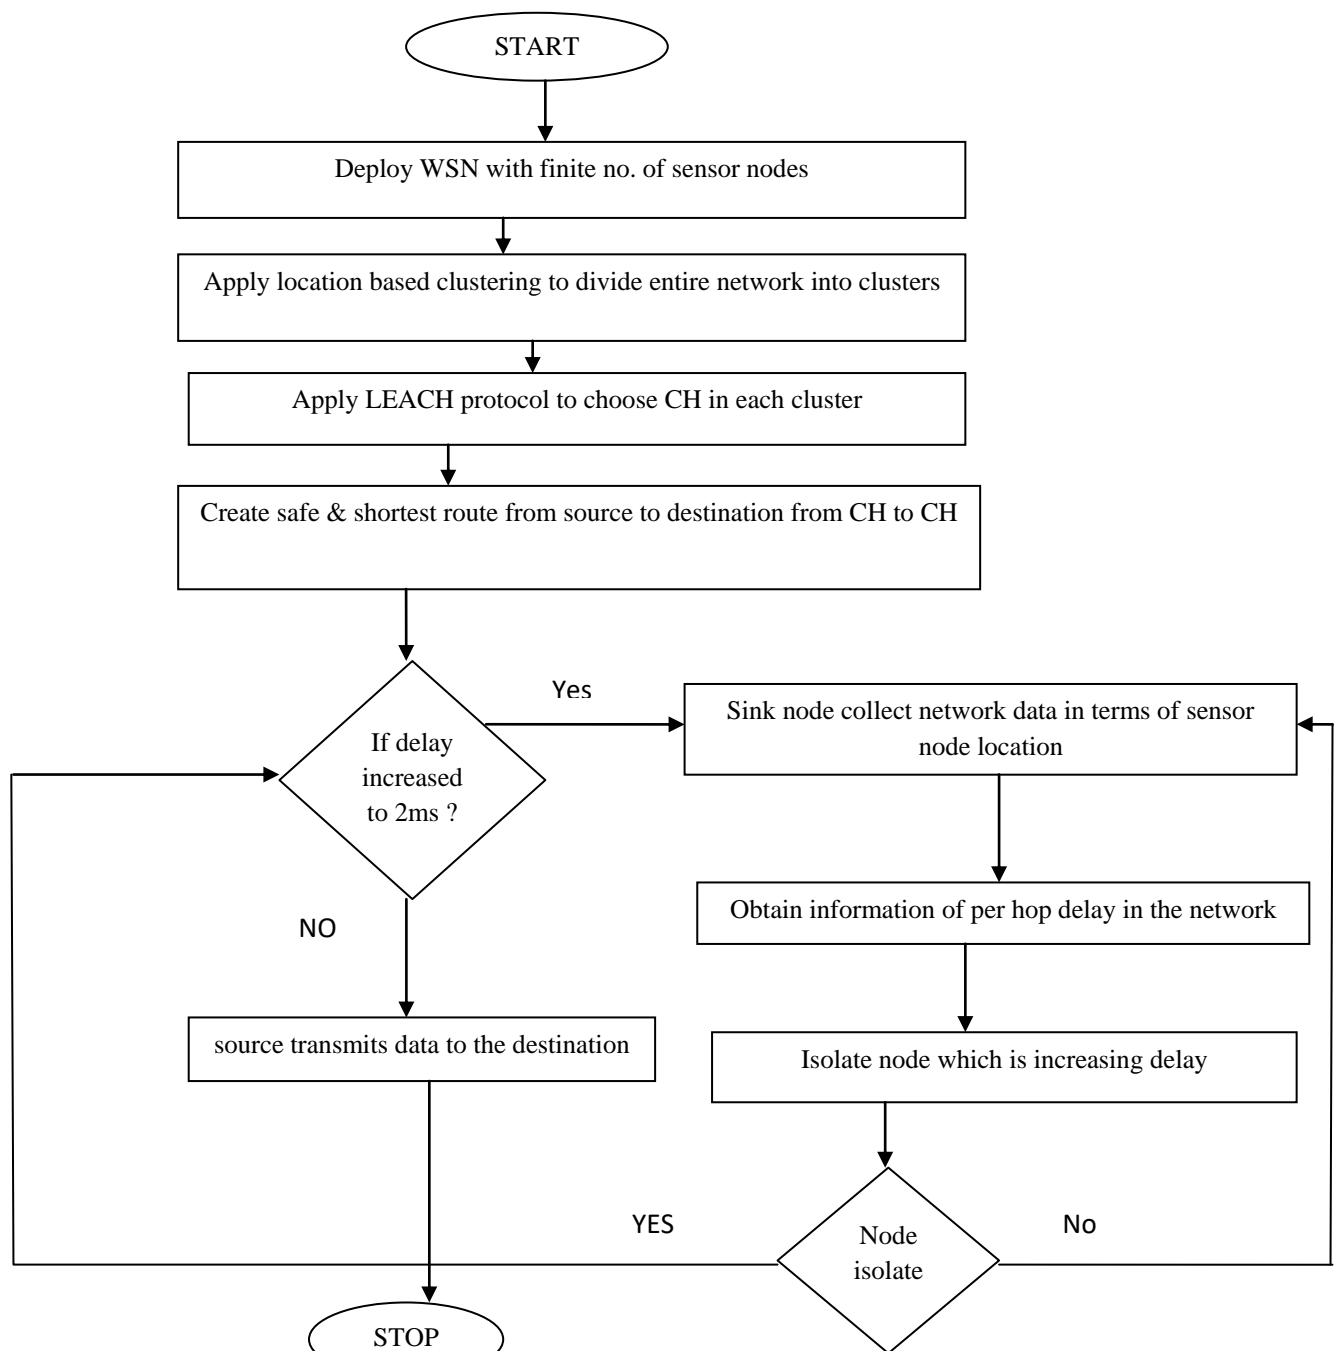 START
Deploy WSN with finite no. of sensor nodes
Apply location based clustering to divide entire network into clusters
Apply LEACH protocol to choose CH in each cluster
Create safe & shortest route from source to destination from CH to CH
If delay
increased
to 2ms ?
Yes
Sink node collect network data in terms of sensor
node location
Obtain information of per hop delay in the network
NO
source transmits data to the destination
Isolate node which is increasing delay
YES
Node
isolate
No
STOP